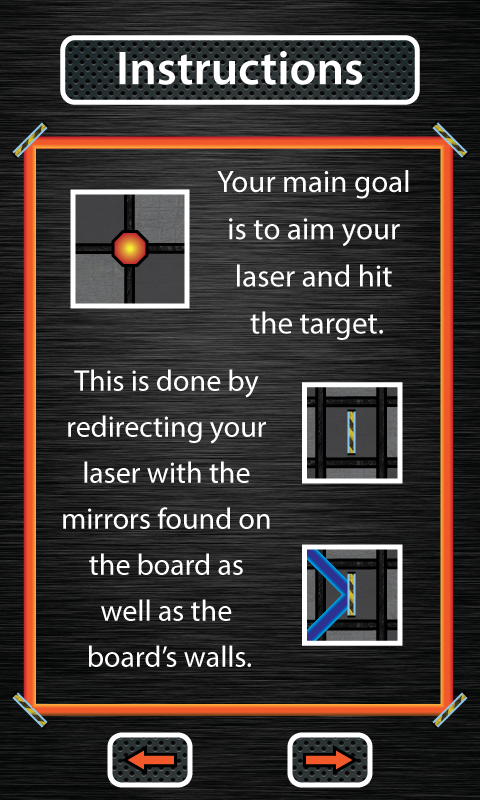 Instructions
Your main goal
is to aim your
laser and hit
the target.
This is done by
redirecting your
laser with the
mirrors found on
the board as
well as the
board’s walls.